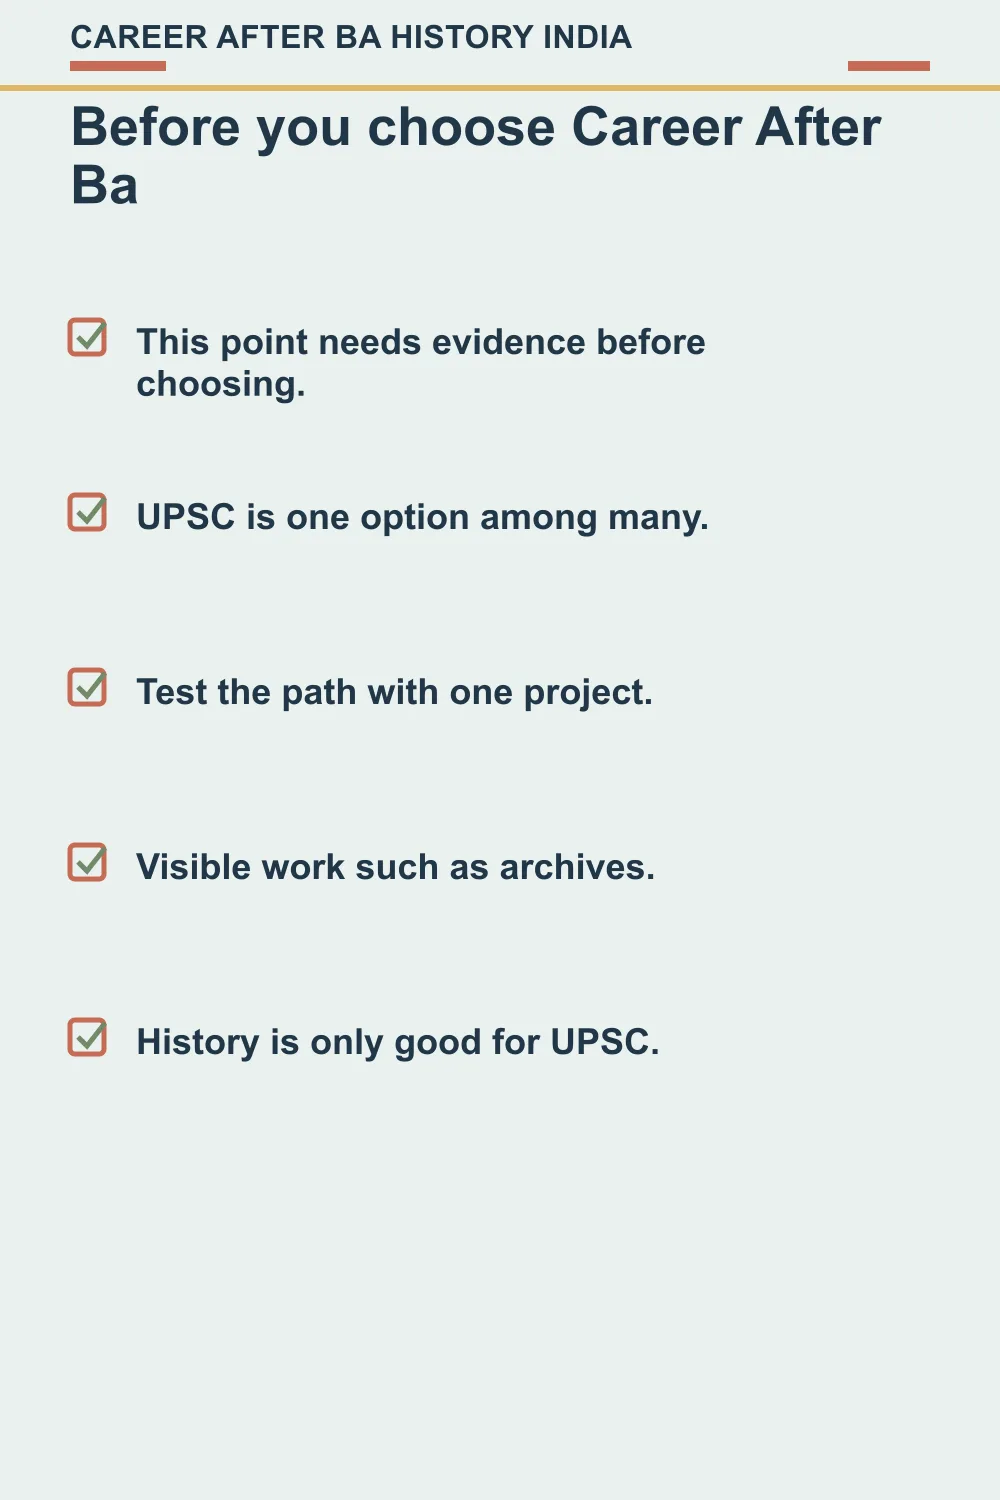 CAREER AFTER BA HISTORY INDIA
Before you choose Career After
Ba
This point needs evidence before
choosing.
UPSC is one option among many.
Test the path with one project.
Visible work such as archives.
History is only good for UPSC.